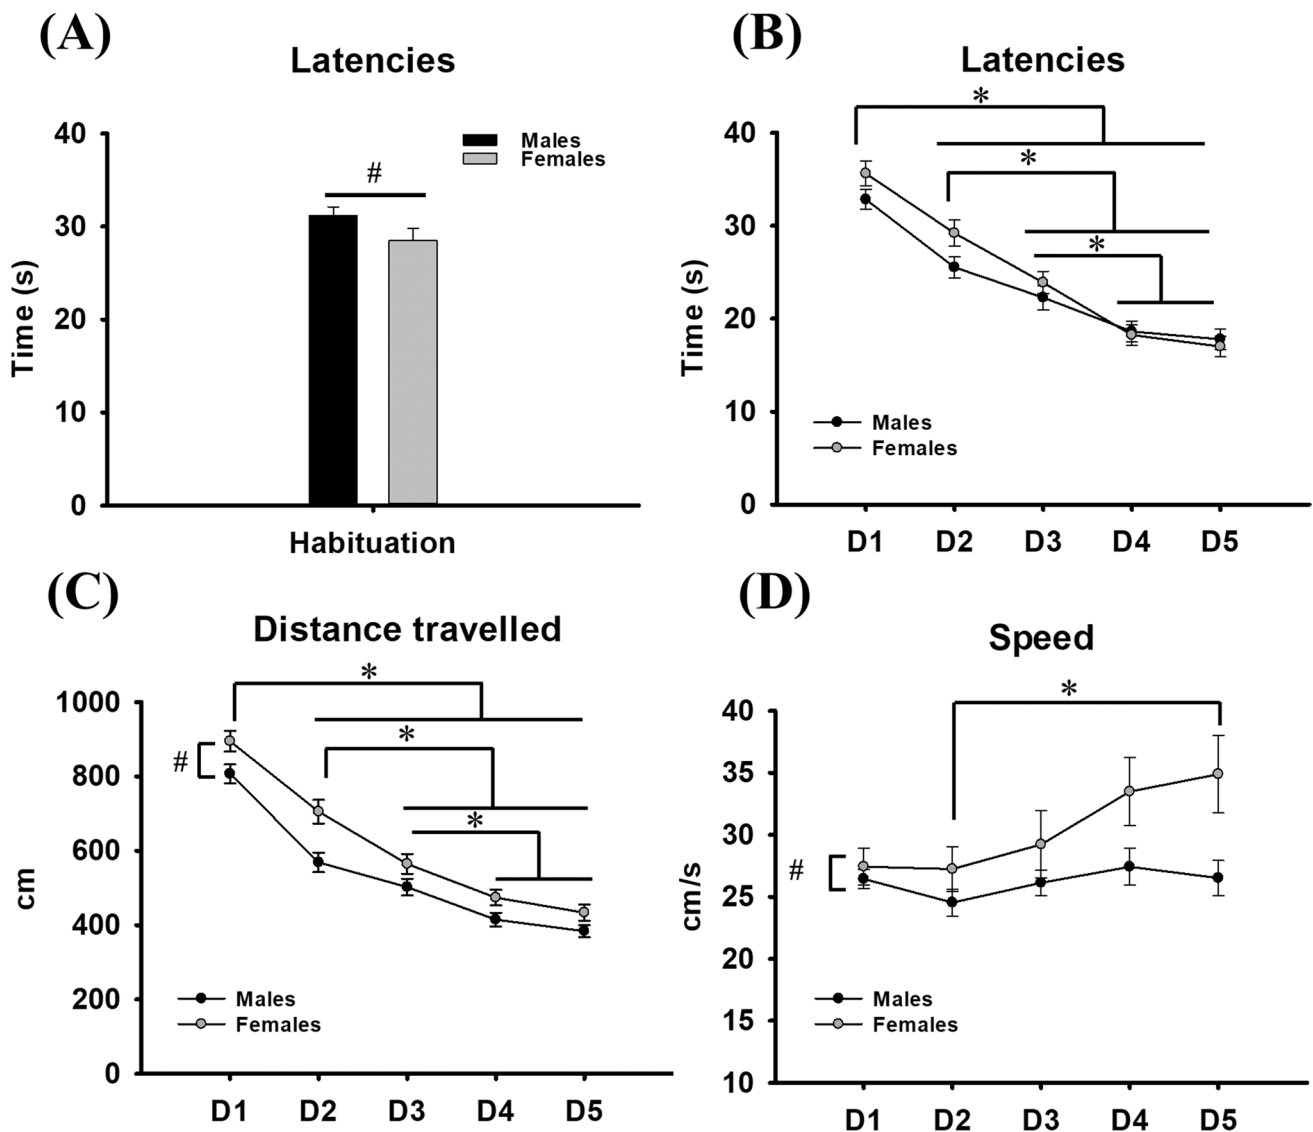 (A)
Latencies
Time (s)
40
30
20
10
0
#
Males
Females
Habituation
(B)
Latencies
Time (s)
40
30
20
10
0
*
*
*
Males
Females
D1 D2 D3 D4 D5
(C)
Distance travelled
cm
1000
800
600
400
200
0
*
*
*
#
Males
Females
D1 D2 D3 D4 D5
(D)
Speed
cm/s
40
35
30
25
20
15
10
*
#
Males
Females
D1 D2 D3 D4 D5